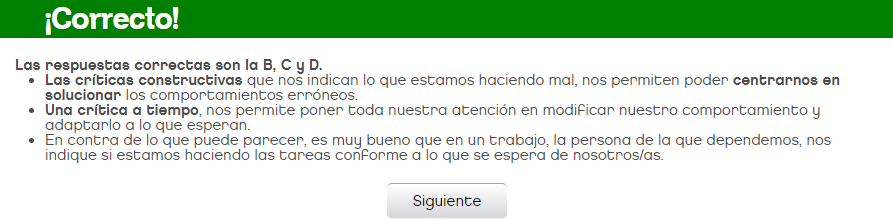 ¡Correcto!
Las respuestas correctas son la B, C y D.
• Las críticas constructivas que nos indican lo que estamos haciendo mal, nos permiten poder centrarnos en
solucionar los comportamientos erróneos.
• Una crítica a tiempo, nos permite poner toda nuestra atención en modificar nuestro comportamiento y
adaptarlo a lo que esperan.
• En contra de lo que puede parecer, es muy bueno que en un trabajo, la persona de la que dependemos, nos
indique si estamos haciendo las tareas conforme a lo que se espera de nosotros/as.
Siguiente